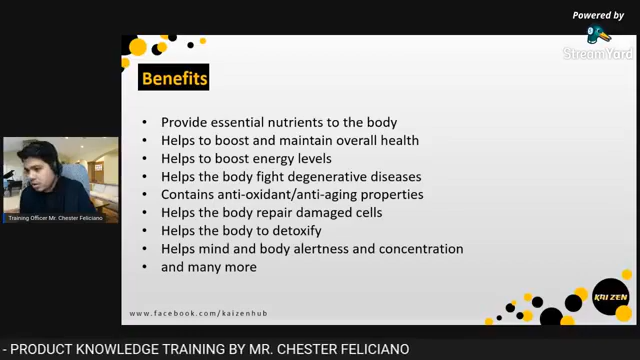 Powered by
StreamYard
Benefits
• Provide essential nutrients to the body
• Helps to boost and maintain overall health
• Helps to boost energy levels
• Helps the body fight degenerative diseases
• Contains anti-oxidant/anti-aging properties
• Helps the body repair damaged cells
• Helps the body to detoxify
• Helps mind and body alertness and concentration
• and many more
Training Officer Mr. Chester Feliciano
KAIZEN
www.facebook.com/kaizenhub
- PRODUCT KNOWLEDGE TRAINING BY MR. CHESTER FELICIANO